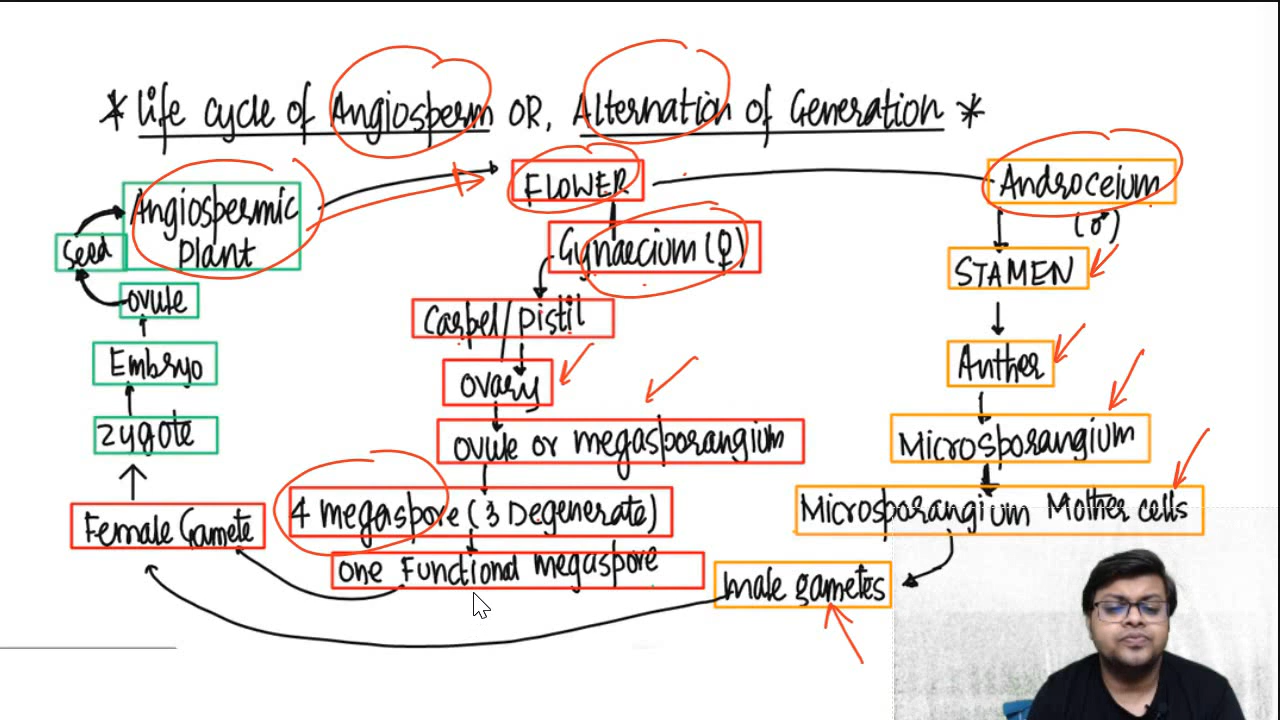 * Life cycle of Angiosperm OR, Alternation of Generation *
Angiospermic
Plant
Seed
ovule
Embryo
zygote
Female Gamete
FLOWER
Gynaecium (♀)
Carpel/Pistil
ovary
ovule or megasporangium
4 megaspore (3 Degenerate)
one Functional megaspore
Androceium
(♂)
STAMEN
Anther
Microsporangium
Microsporangium Mother cells
male gametes